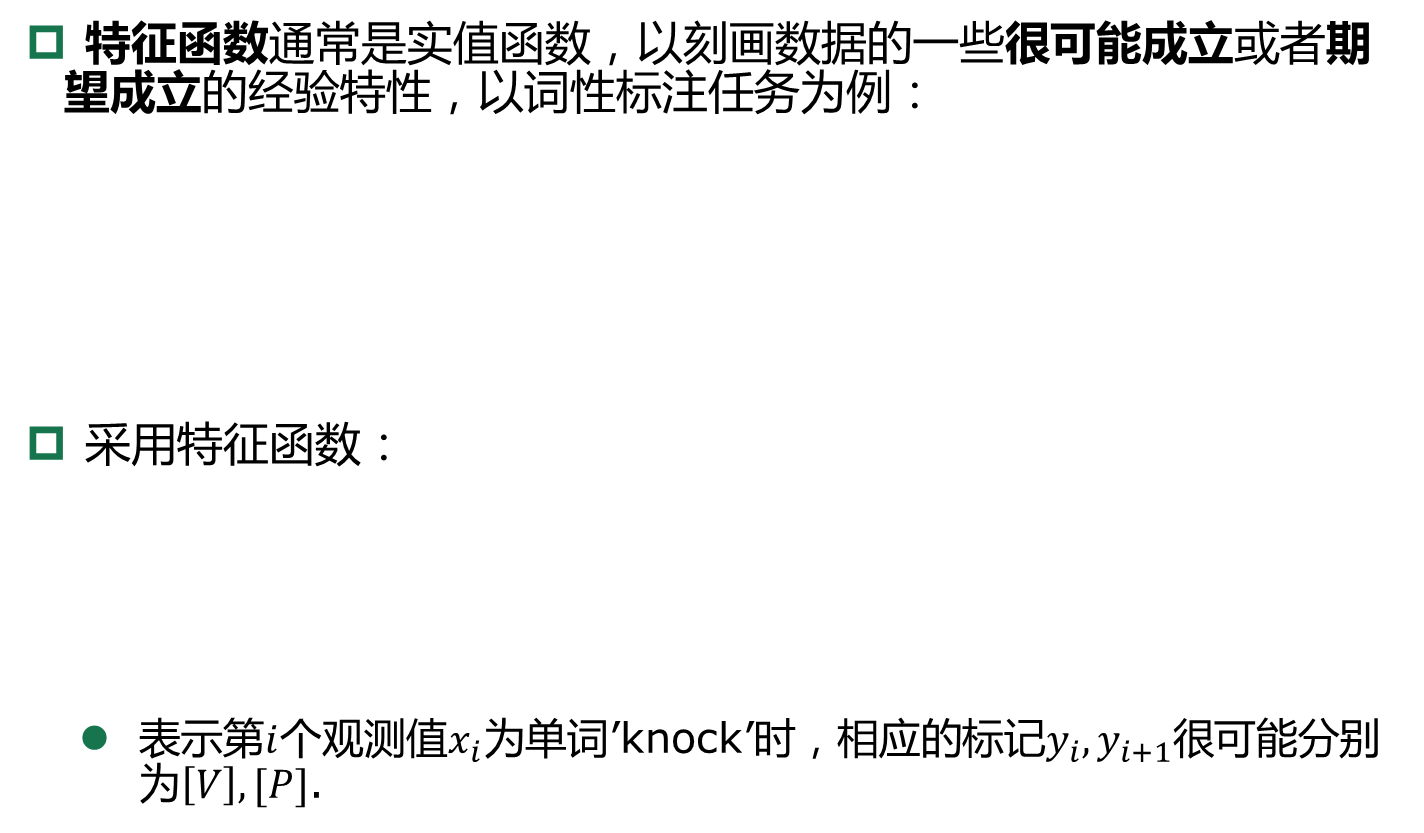 特征函数通常是实值函数，以刻画数据的一些很可能成立或者期
望成立的经验特性，以词性标注任务为例：
采用特征函数：
表示第i个观测值x_i为单词′knock′时，相应的标记y_i, y_{i+1}很可能分别
为[V], [P].